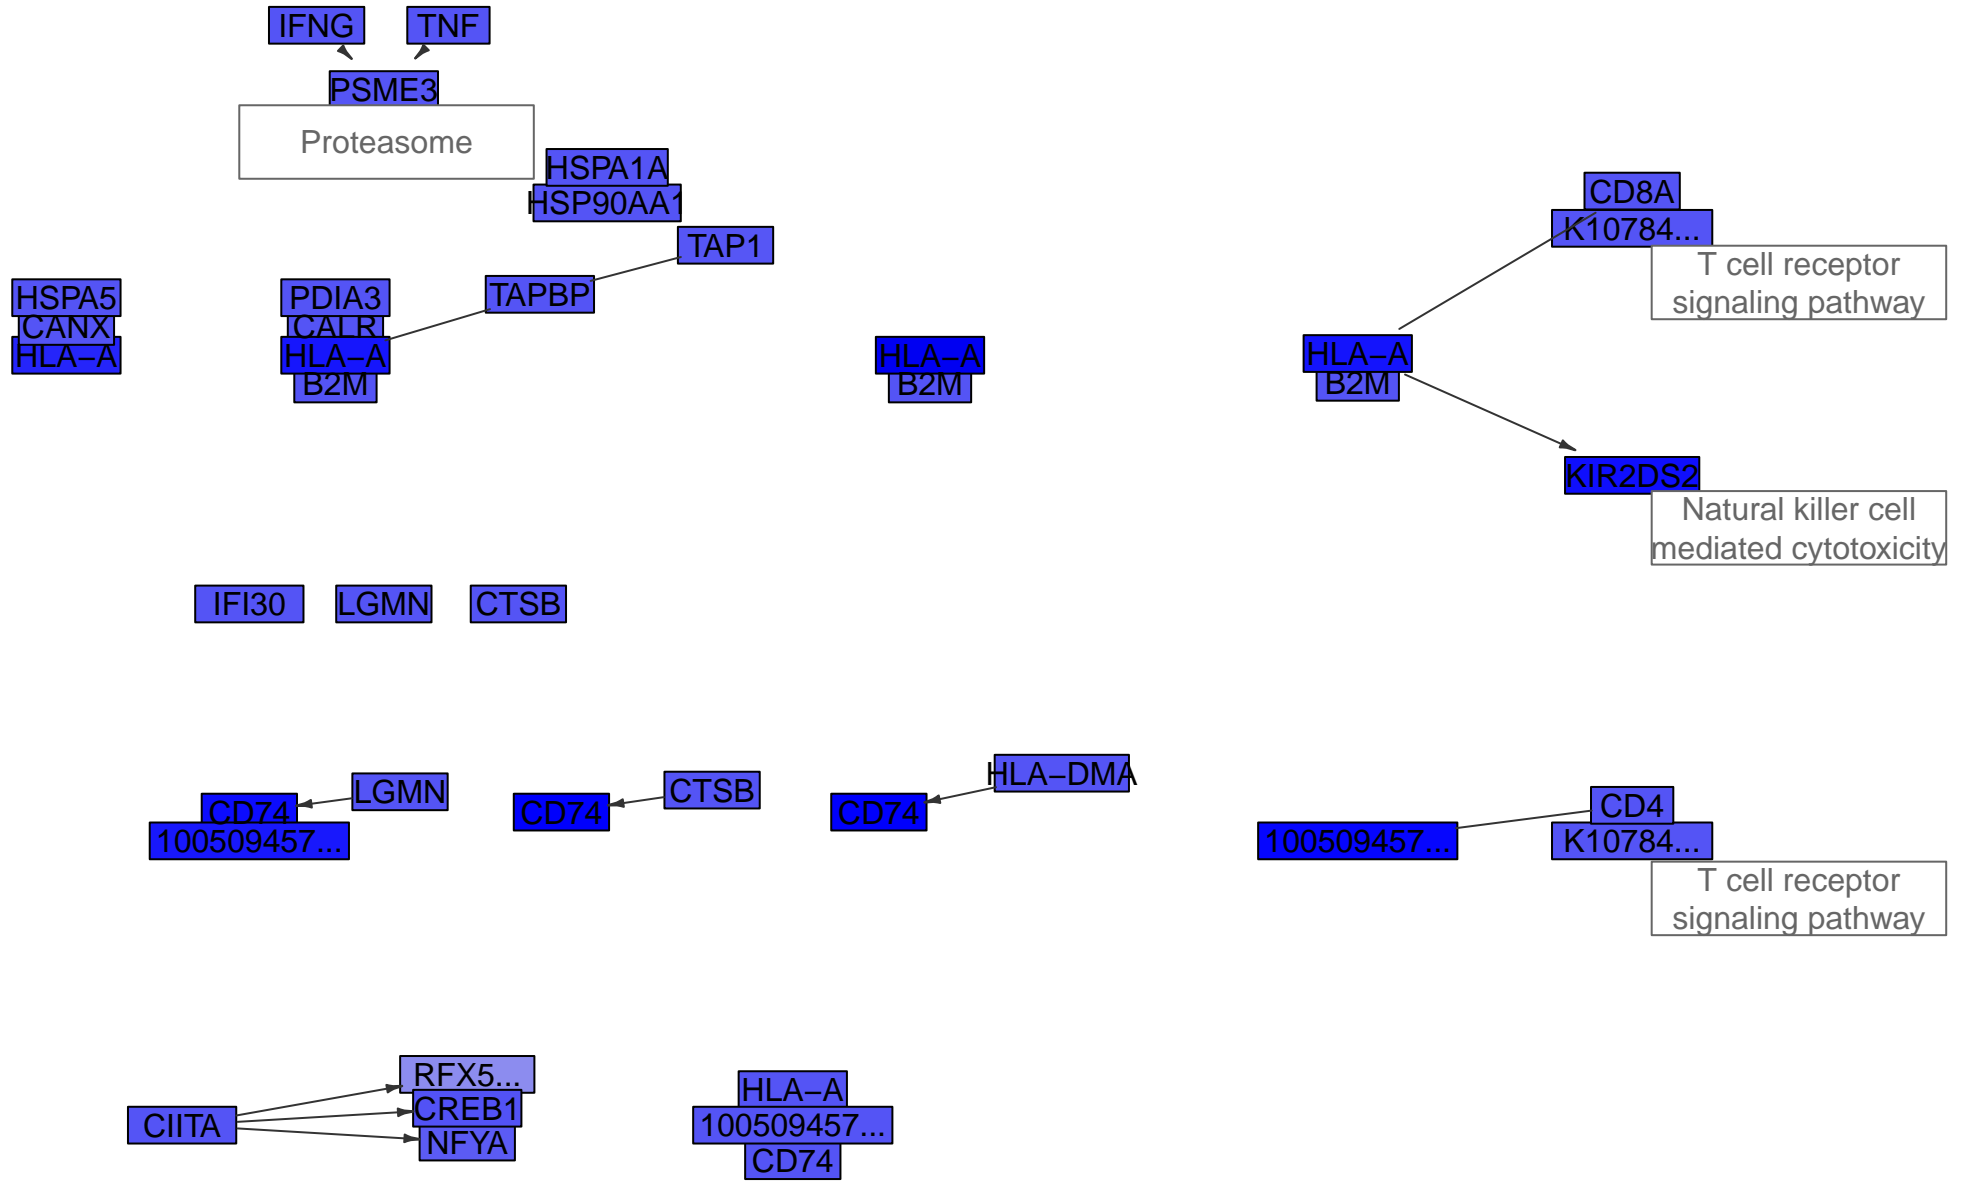 IFNG
TNF
PSME3
Proteasome
HSPA1A
HSP90AA1
TAP1
TAPBP
CD8A
K10784...
T cell receptor
signaling pathway
HSPA5
CANX
HLA−A
PDIA3
CALR
HLA−A
B2M
HLA−A
B2M
HLA−A
B2M
KIR2DS2
Natural killer cell
mediated cytotoxicity
IFI30
LGMN
CTSB
CD74
100509457...
LGMN
CD74
CTSB
CD74
HLA−DMA
100509457...
CD4
K10784...
T cell receptor
signaling pathway
CIITA
RFX5...
CREB1
NFYA
HLA−A
100509457...
CD74